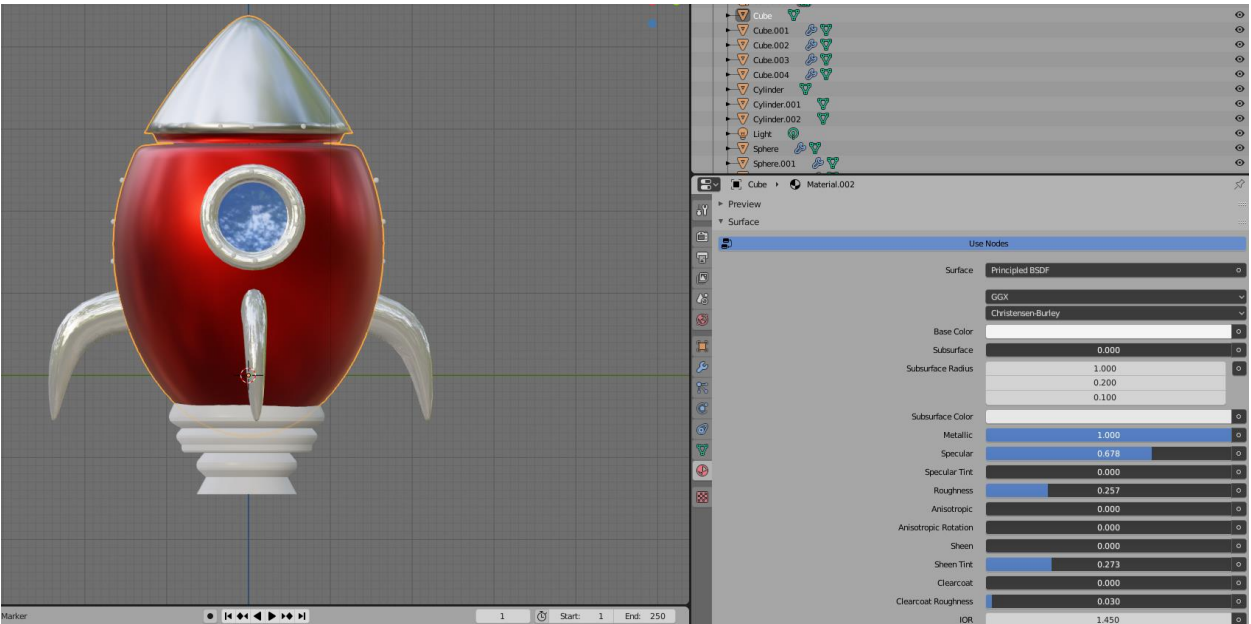 Cube
Cube.001
Cube.002
Cube.003
Cube.004
Cylinder
Cylinder.001
Cylinder.002
Light
Sphere
Sphere.001
Cube Material.002
Preview
Surface
Use Nodes
Surface Principled BSDF
GGX
Christensen-Burley
Base Color
Subsurface 0.000
Subsurface Radius 1.000
0.200
0.100
Subsurface Color
Metallic 1.000
Specular 0.678
Specular Tint 0.000
Roughness 0.257
Anisotropic 0.000
Anisotropic Rotation 0.000
Sheen 0.000
Sheen Tint 0.273
Clearcoat 0.000
Clearcoat Roughness 0.030
IOR 1.450
Marker 1 Start: 1 End: 250